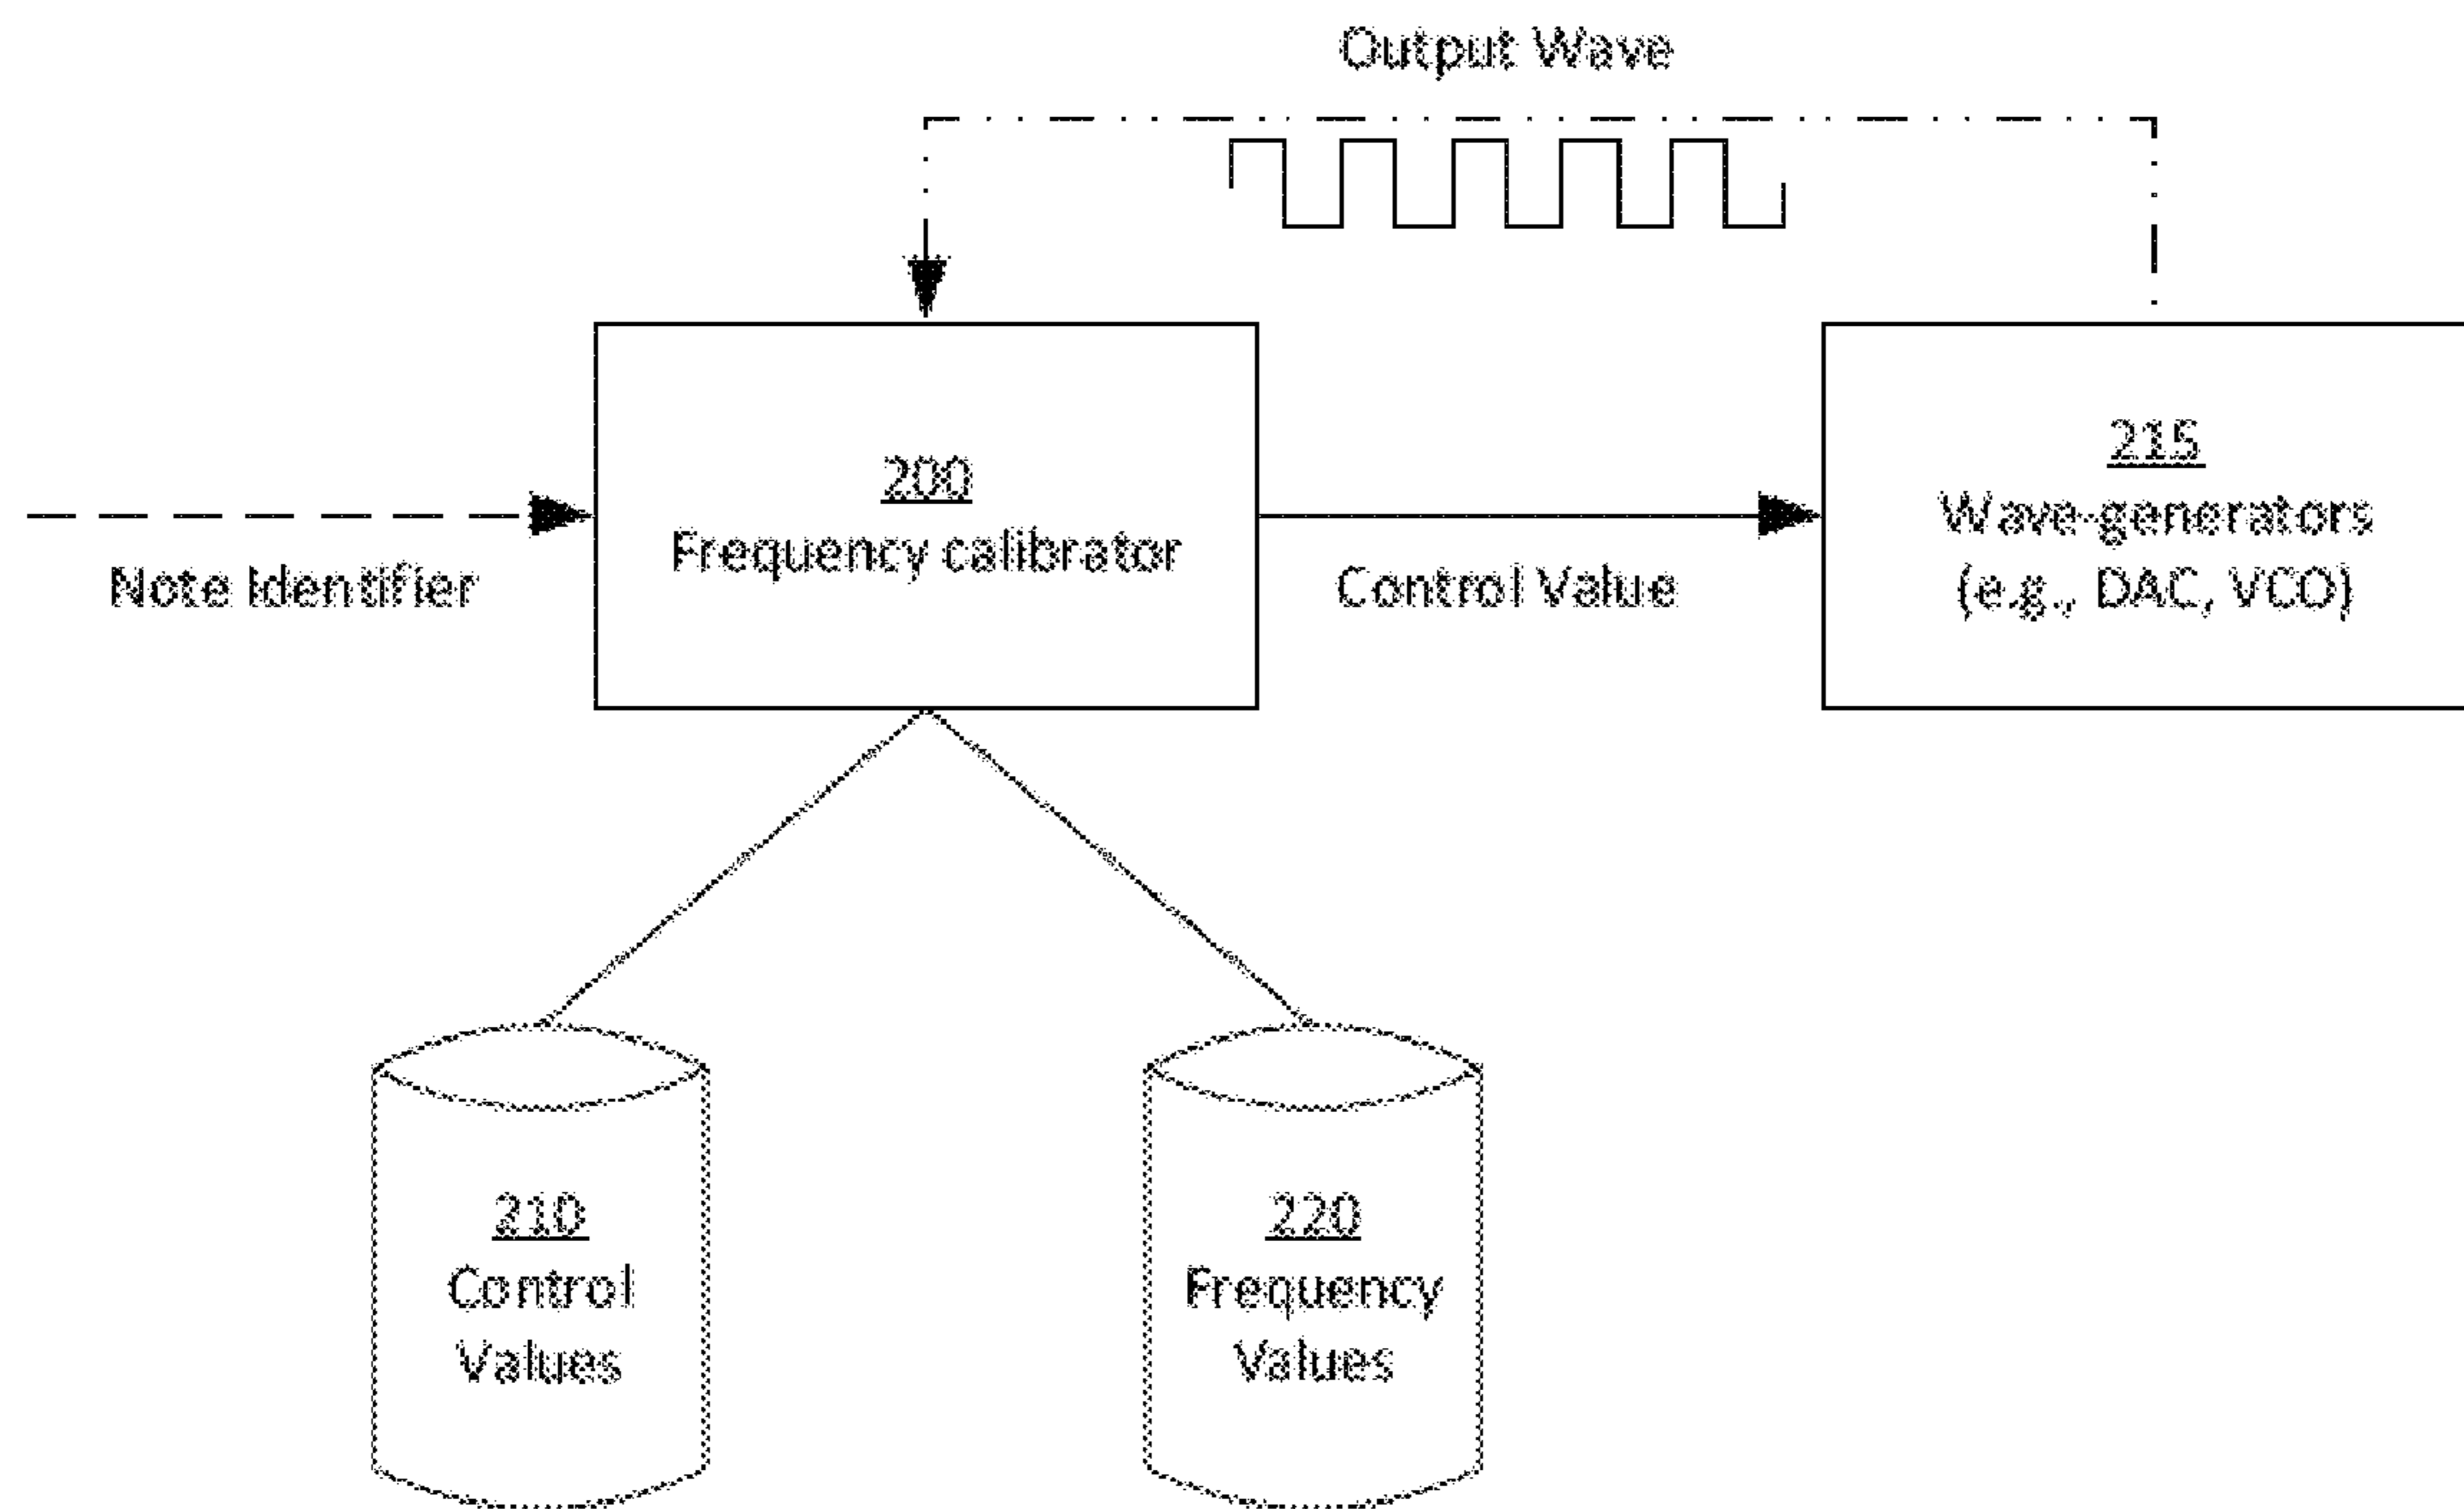 Output Wave
200
Frequency calibrator
Note Identifier
Control Value
215
Wave-generators
(e.g., DAC, VCO)
210
Control
Values
220
Frequency
Values